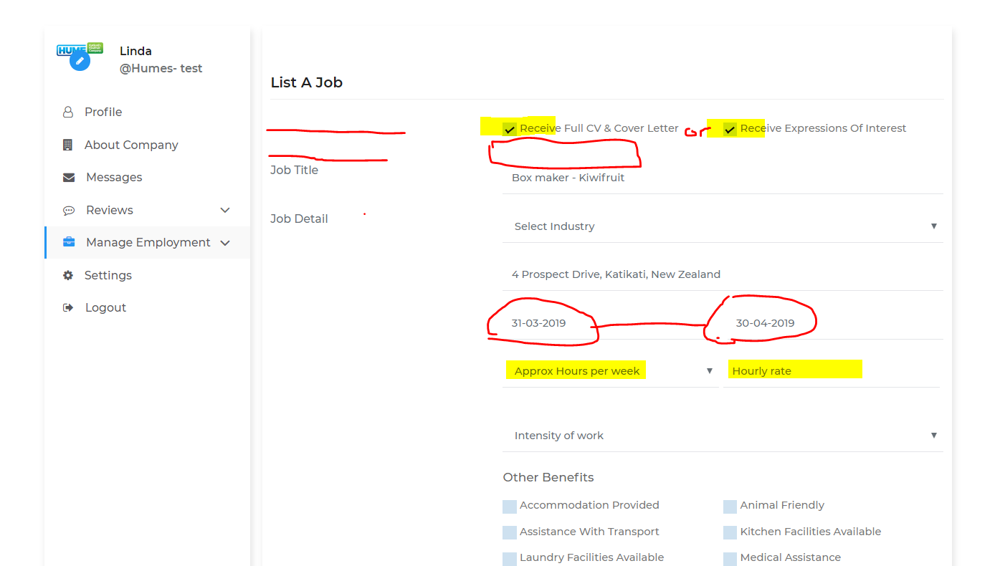 HUME
Linda
@Humes- test
Profile
About Company
Messages
Reviews
Manage Employment
Settings
Logout
List A Job
Receive Full CV & Cover Letter or Receive Expressions Of Interest
Job Title
Box maker - Kiwifruit
Job Detail
Select Industry
4 Prospect Drive, Katikati, New Zealand
31-03-2019 30-04-2019
Approx Hours per week Hourly rate
Intensity of work
Other Benefits
Accommodation Provided Animal Friendly
Assistance With Transport Kitchen Facilities Available
Laundry Facilities Available Medical Assistance